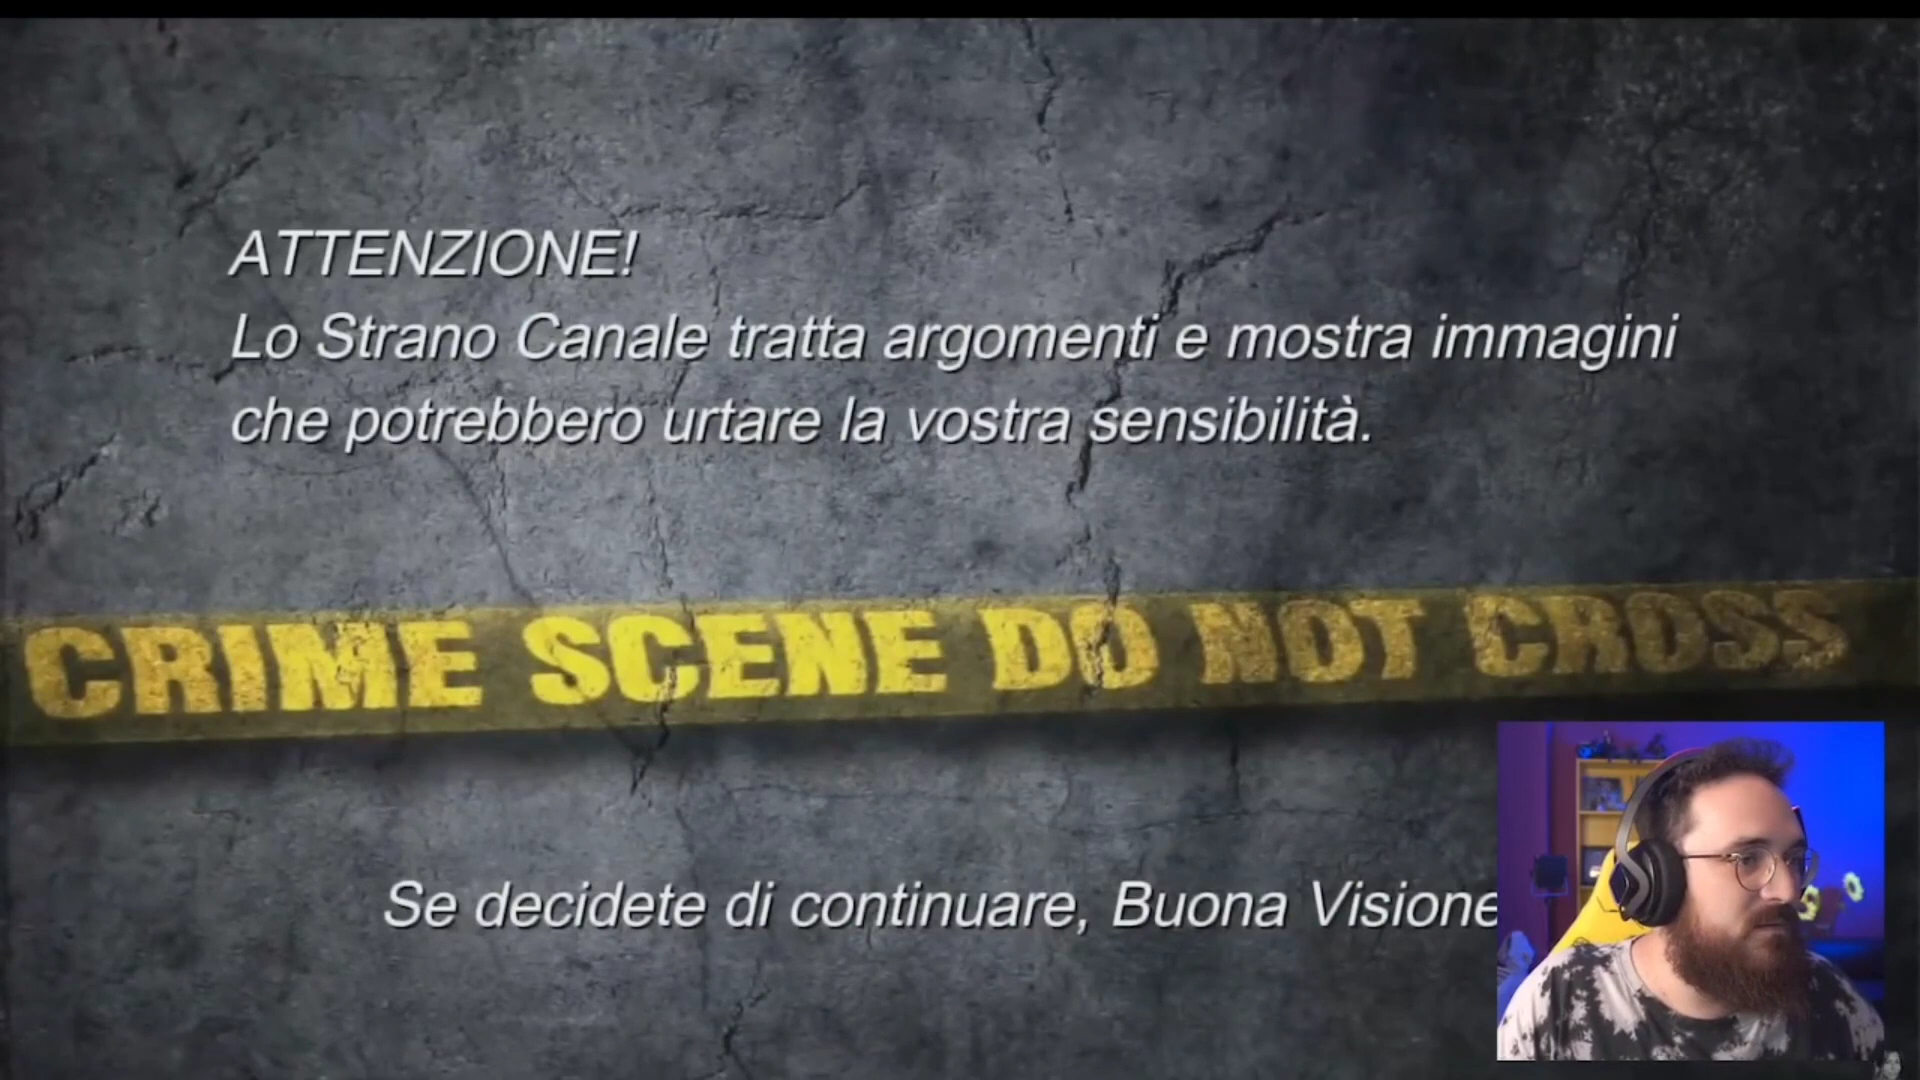 ATTENZIONE!
Lo Strano Canale tratta argomenti e mostra immagini
che potrebbero urtare la vostra sensibilità.
CRIME SCENE DO NOT CROSS
Se decidete di continuare, Buona Visione